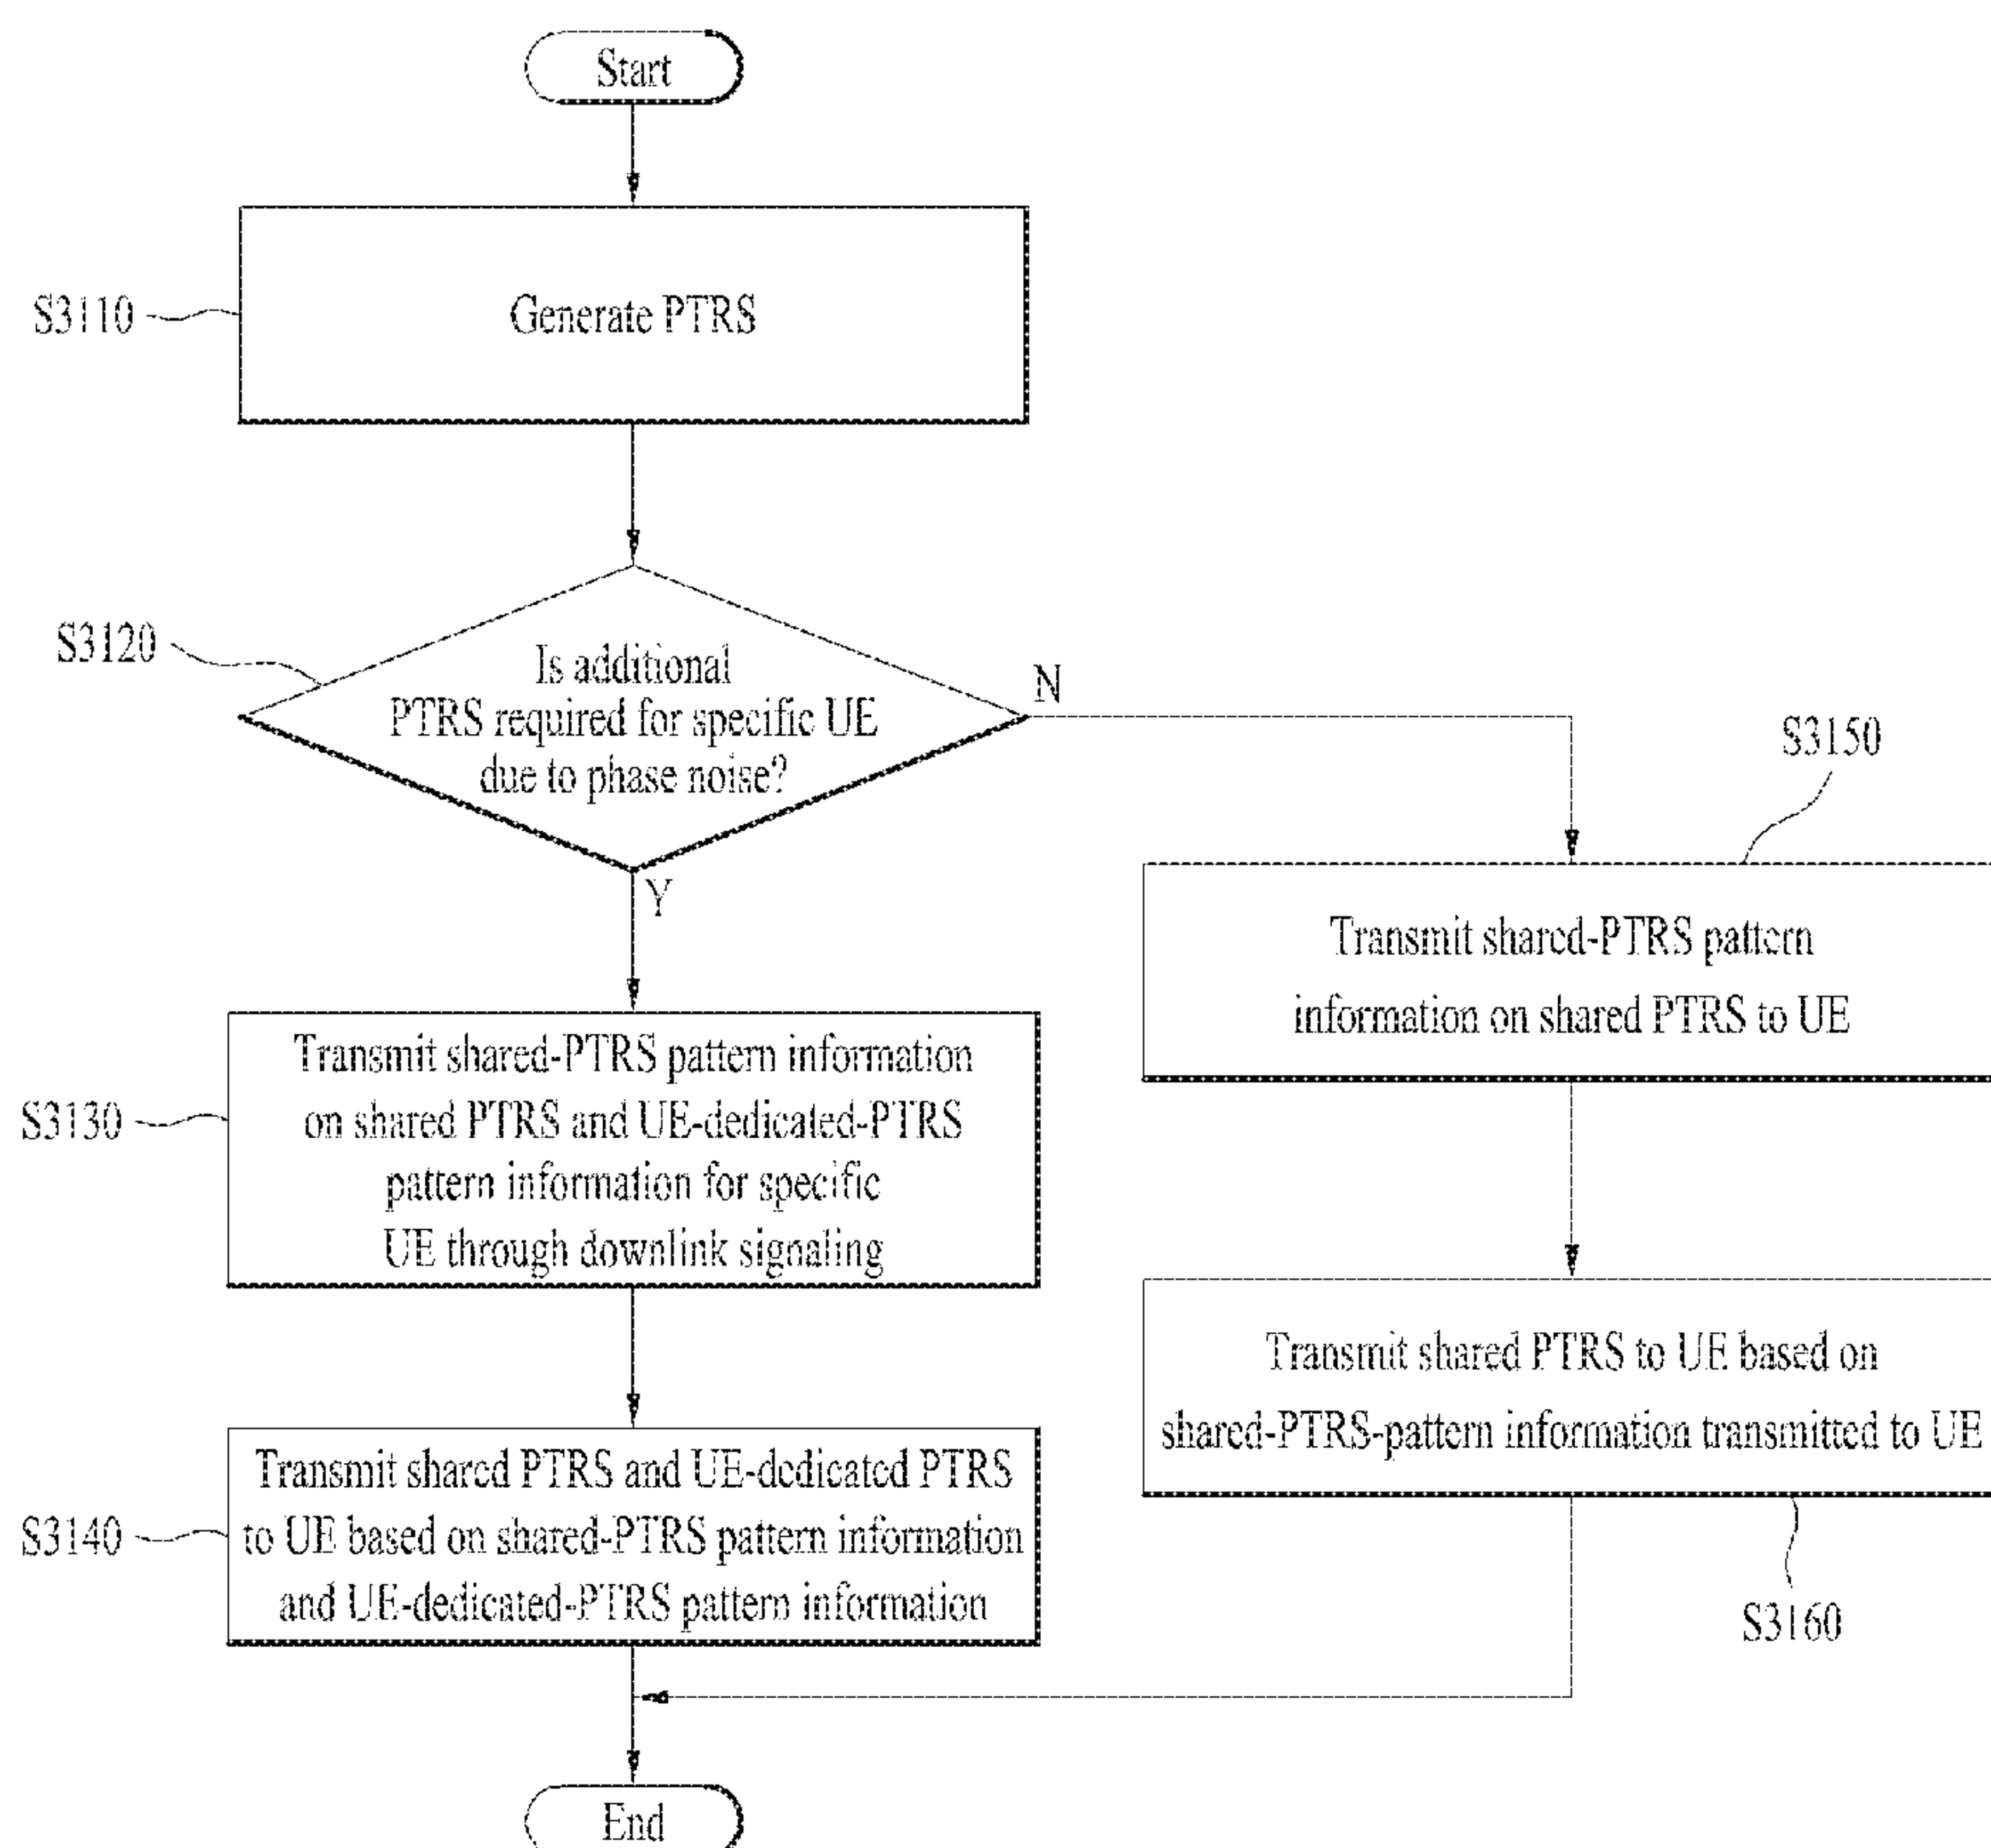 Start
S3110
Generate PTRS
S3120
Is additional
PTRS required for specific UE
due to phase noise?
N
Y
S3150
Transmit shared-PTRS pattern
information on shared PTRS to UE
S3130
Transmit shared-PTRS pattern information
on shared PTRS and UE-dedicated-PTRS
pattern information for specific
UE through downlink signaling
Transmit shared PTRS to UE based on
shared-PTRS-pattern information transmitted to UE
S3160
S3140
Transmit shared PTRS and UE-dedicated PTRS
to UE based on shared-PTRS pattern information
and UE-dedicated-PTRS pattern information
End